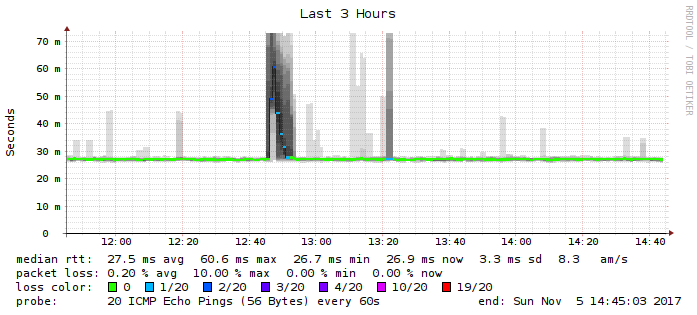 Last 3 Hours
RRDTOOL / TOBI OETIKER
Seconds
70 m
60 m
50 m
40 m
30 m
20 m
10 m
0
12:00 12:20 12:40 13:00 13:20 13:40 14:00 14:20 14:40
median rtt: 27.5 ms avg 60.6 ms max 26.7 ms min 26.9 ms now 3.3 ms sd 8.3 am/s
packet loss: 0.20 % avg 10.00 % max 0.00 % min 0.00 % now
loss color: 0 1/20 2/20 3/20 4/20 10/20 19/20
probe: 20 ICMP Echo Pings (56 Bytes) every 60s end: Sun Nov 5 14:45:03 2017